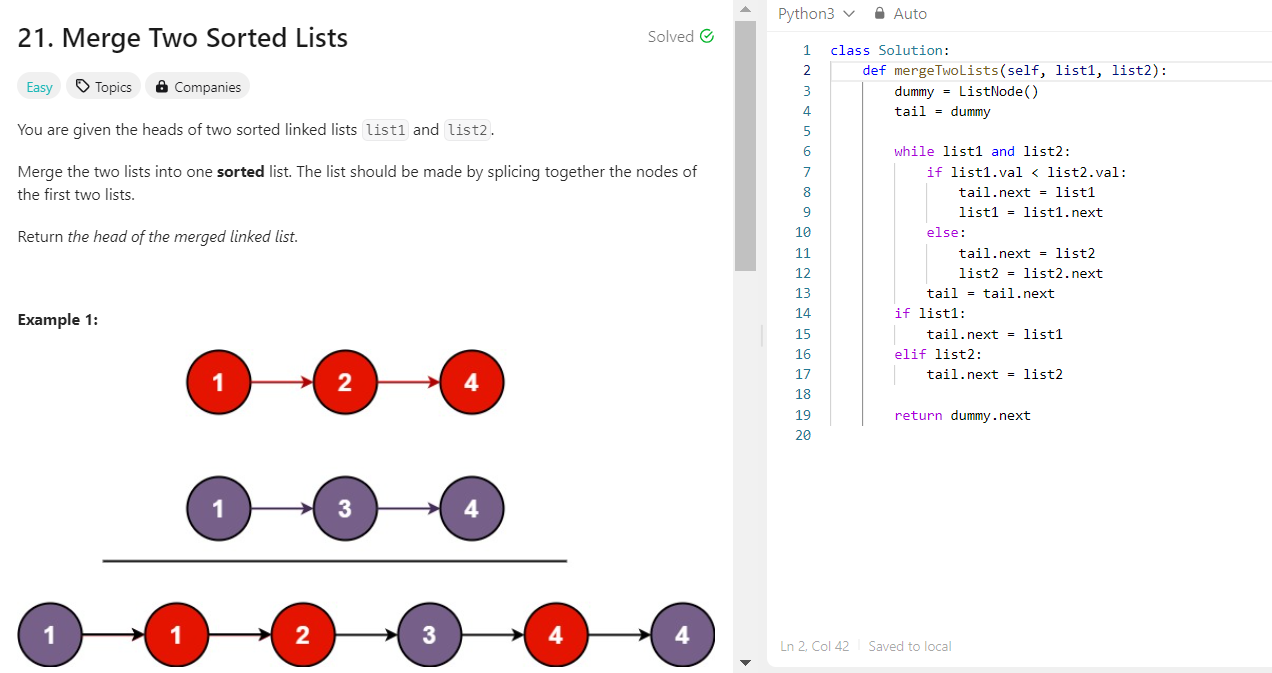 21. Merge Two Sorted Lists
Solved
Easy
Topics
Companies
You are given the heads of two sorted linked lists list1 and list2.
Merge the two lists into one sorted list. The list should be made by splicing together the nodes of
the first two lists.
Return the head of the merged linked list.
Example 1:
1 2 4
1 3 4
1 1 2 3 4 4
Python3
Auto
1 class Solution:
2     def mergeTwoLists(self, list1, list2):
3         dummy = ListNode()
4         tail = dummy
5
6         while list1 and list2:
7             if list1.val < list2.val:
8                 tail.next = list1
9                 list1 = list1.next
10             else:
11                 tail.next = list2
12                 list2 = list2.next
13             tail = tail.next
14         if list1:
15             tail.next = list1
16         elif list2:
17             tail.next = list2
18
19         return dummy.next
20
Ln 2, Col 42
Saved to local